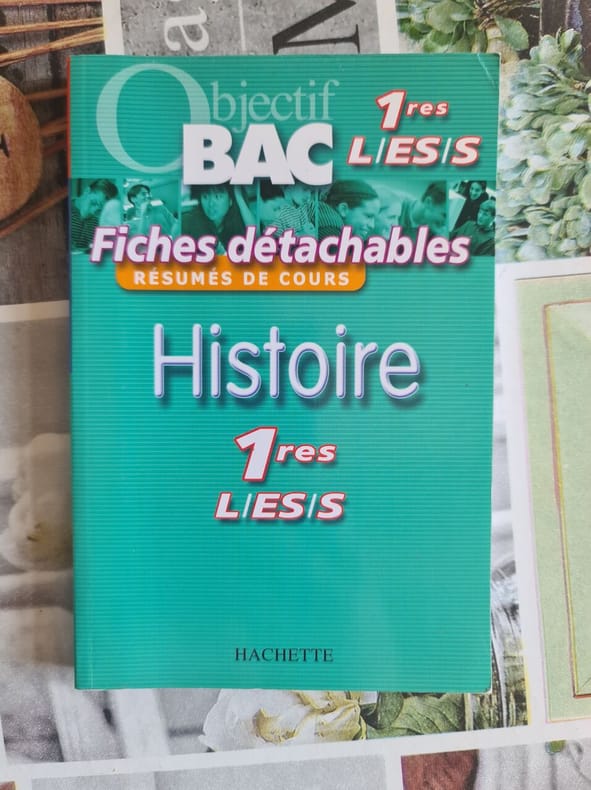 Objectif
BAC
1res
L/ES/S
Fiches détachables
RÉSUMÉS DE COURS
Histoire
1res
L/ES/S
HACHETTE